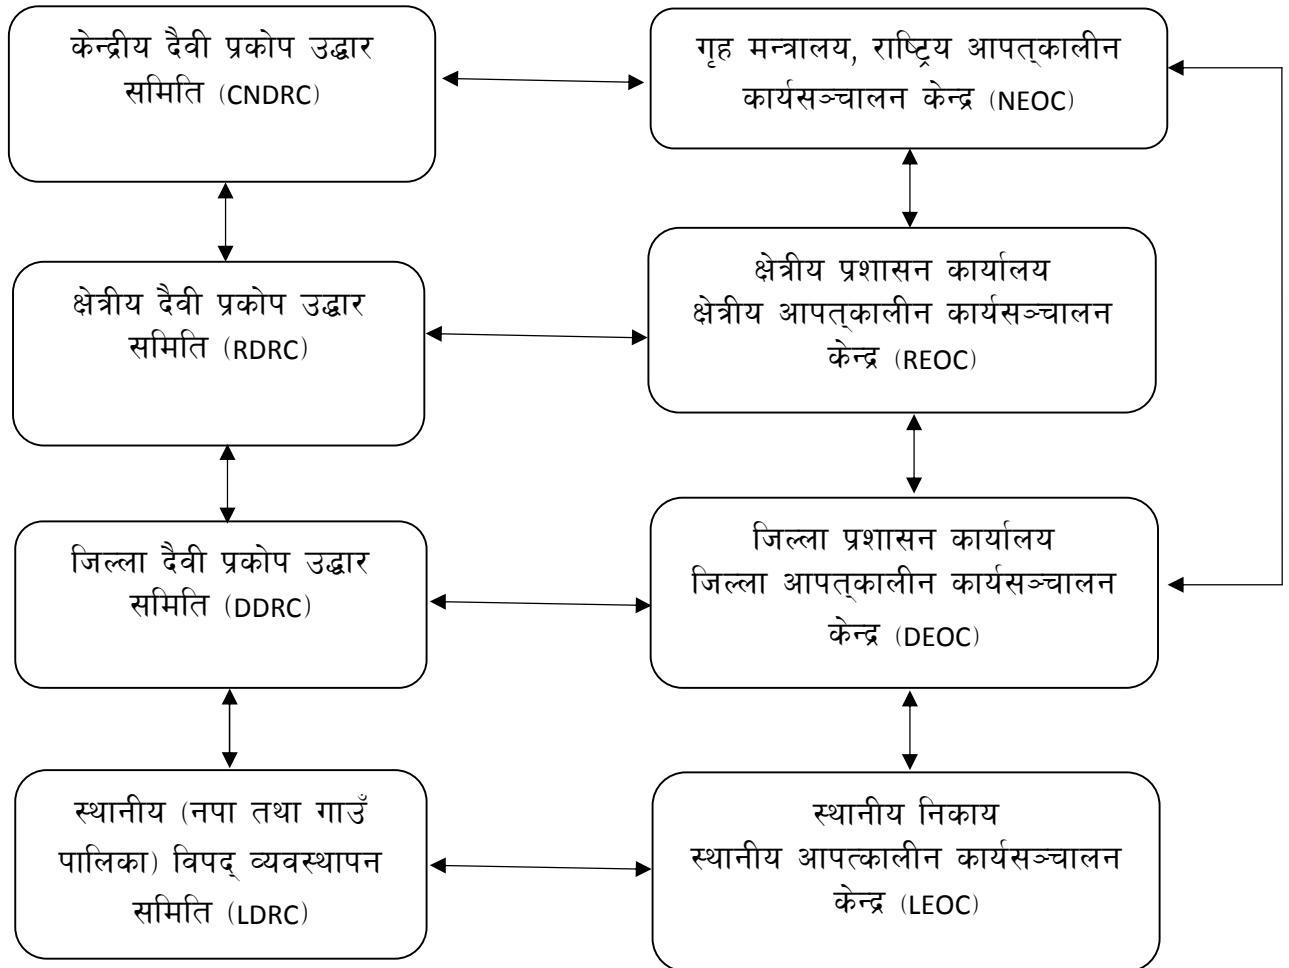 केन्द्रीय दैवी प्रकोप उद्धार
समिति (CNDRC)
गृह मन्त्रालय, राष्ट्रिय आपत्‌कालीन
कार्यसञ्चालन केन्द्र (NEOC)
क्षेत्रीय दैवी प्रकोप उद्धार
समिति (RDRC)
क्षेत्रीय प्रशासन कार्यालय
क्षेत्रीय आपत्‌कालीन कार्यसञ्चालन
केन्द्र (REOC)
जिल्ला दैवी प्रकोप उद्धार
समिति (DDRC)
जिल्ला प्रशासन कार्यालय
जिल्ला आपत्‌कालीन कार्यसञ्चालन
केन्द्र (DEOC)
स्थानीय (नपा तथा गाउँ
पालिका) विपद् व्यवस्थापन
समिति (LDRC)
स्थानीय निकाय
स्थानीय आपत्कालीन कार्यसञ्चालन
केन्द्र (LEOC)